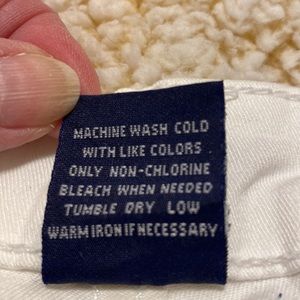 MACHINE WASH COLD
WITH LIKE COLORS
ONLY NON-CHLORINE
BLEACH WHEN NEEDED
TUMBLE DRY LOW
WARM IRON IF NECESSARY